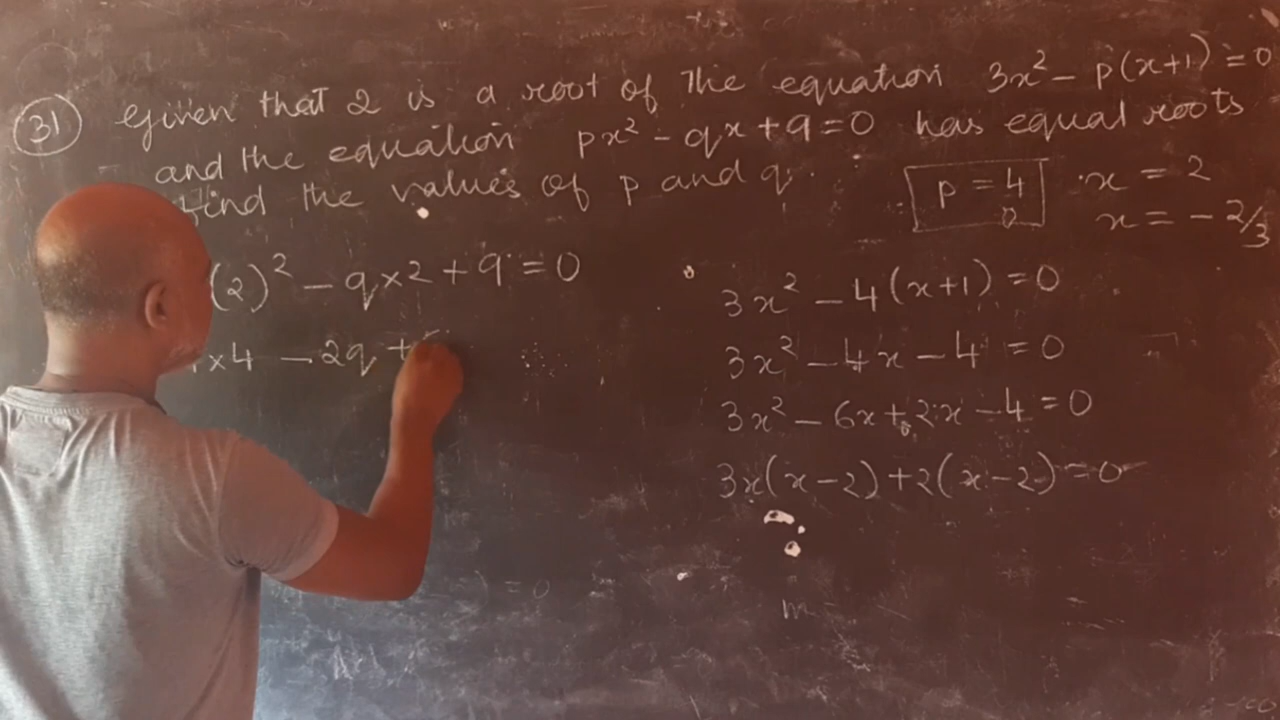 31 Given that 2 is a root of the equation 3x² - p(x+1) = 0
and the equation px² - qx + 9 = 0 has equal roots
Find the values of p and q.
p = 4
x = 2
x = -2/3
(2)² - q×2 + 9 = 0
×4 - 2q +
3x² - 4(x+1) = 0
3x² - 4x - 4 = 0
3x² - 6x + 2x - 4 = 0
3x(x-2) + 2(x-2) = 0
= 0
m